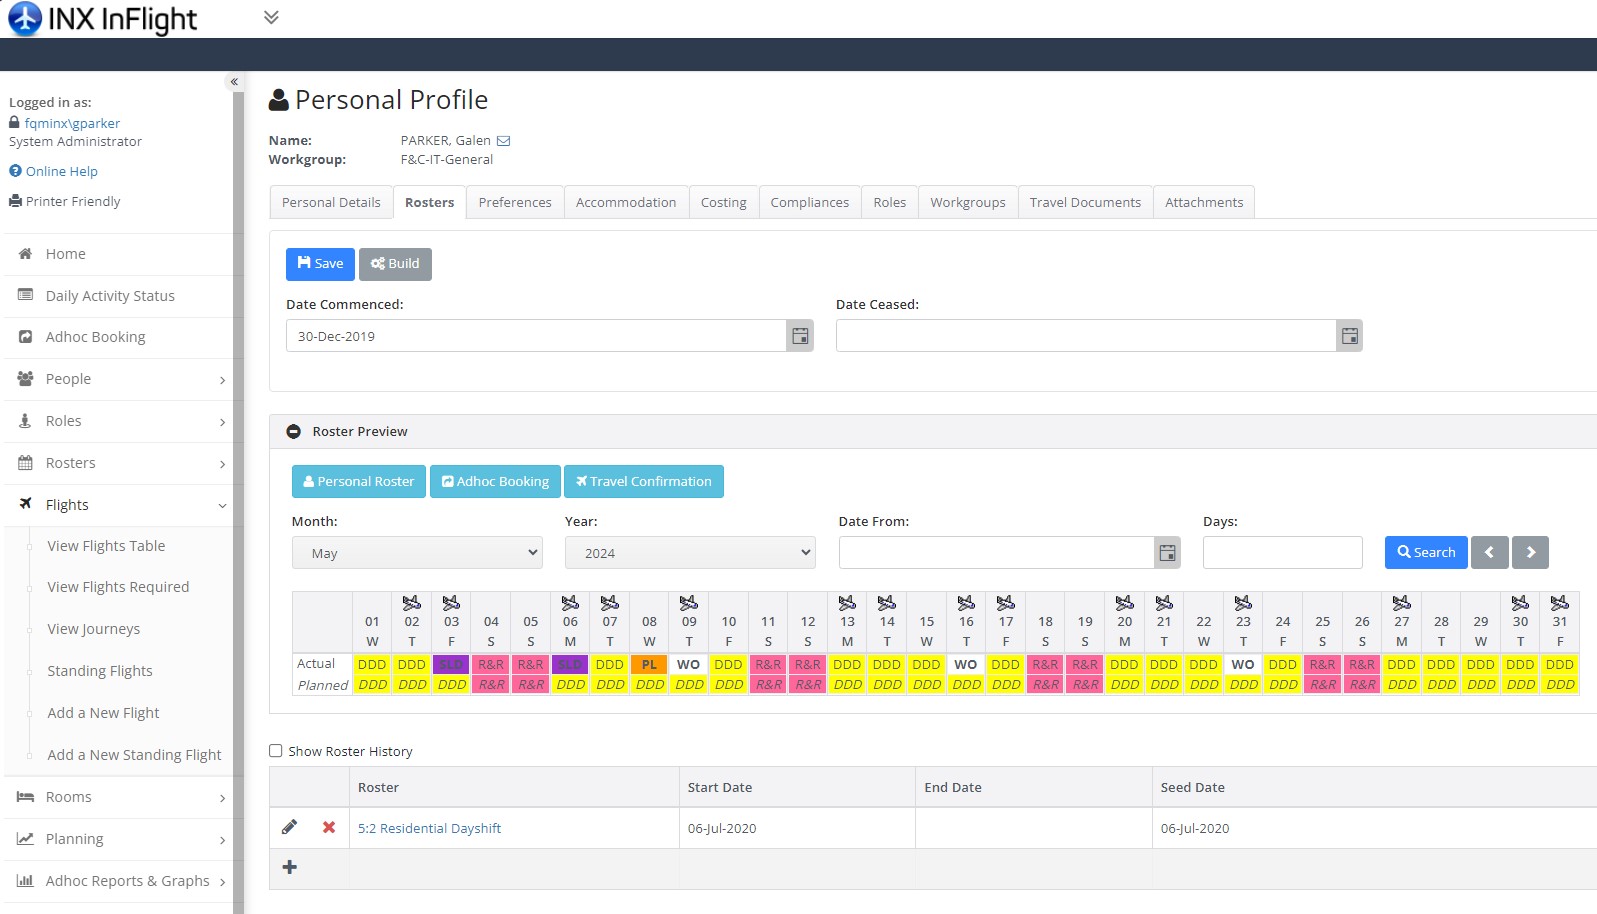 INX InFlight
Logged in as:
fqminx\gparker
System Administrator
Online Help
Printer Friendly
Home
Daily Activity Status
Adhoc Booking
People
Roles
Rosters
Flights
View Flights Table
View Flights Required
View Journeys
Standing Flights
Add a New Flight
Add a New Standing Flight
Rooms
Planning
Adhoc Reports & Graphs
Personal Profile
Name: PARKER, Galen
Workgroup: F&C-IT-General
Personal Details Rosters Preferences Accommodation Costing Compliances Roles Workgroups Travel Documents Attachments
Save Build
Date Commenced: Date Ceased:
30-Dec-2019
Roster Preview
Personal Roster Adhoc Booking Travel Confirmation
Month: Year: Date From: Days:
May 2024 Search
01 02 03 04 05 06 07 08 09 10 11 12 13 14 15 16 17 18 19 20 21 22 23 24 25 26 27 28 29 30 31
W T F S S M T W T F S S M T W T F S S M T W T F S S M T W T F
Actual DDD DDD SLD R&R R&R SLD DDD PL WO DDD R&R R&R DDD DDD DDD WO DDD R&R R&R DDD DDD DDD WO DDD R&R R&R DDD DDD DDD DDD DDD
Planned DDD DDD DDD R&R R&R DDD DDD DDD DDD DDD R&R R&R DDD DDD DDD DDD DDD R&R R&R DDD DDD DDD DDD DDD R&R R&R DDD DDD DDD DDD DDD
Show Roster History
Roster Start Date End Date Seed Date
5:2 Residential Dayshift 06-Jul-2020 06-Jul-2020